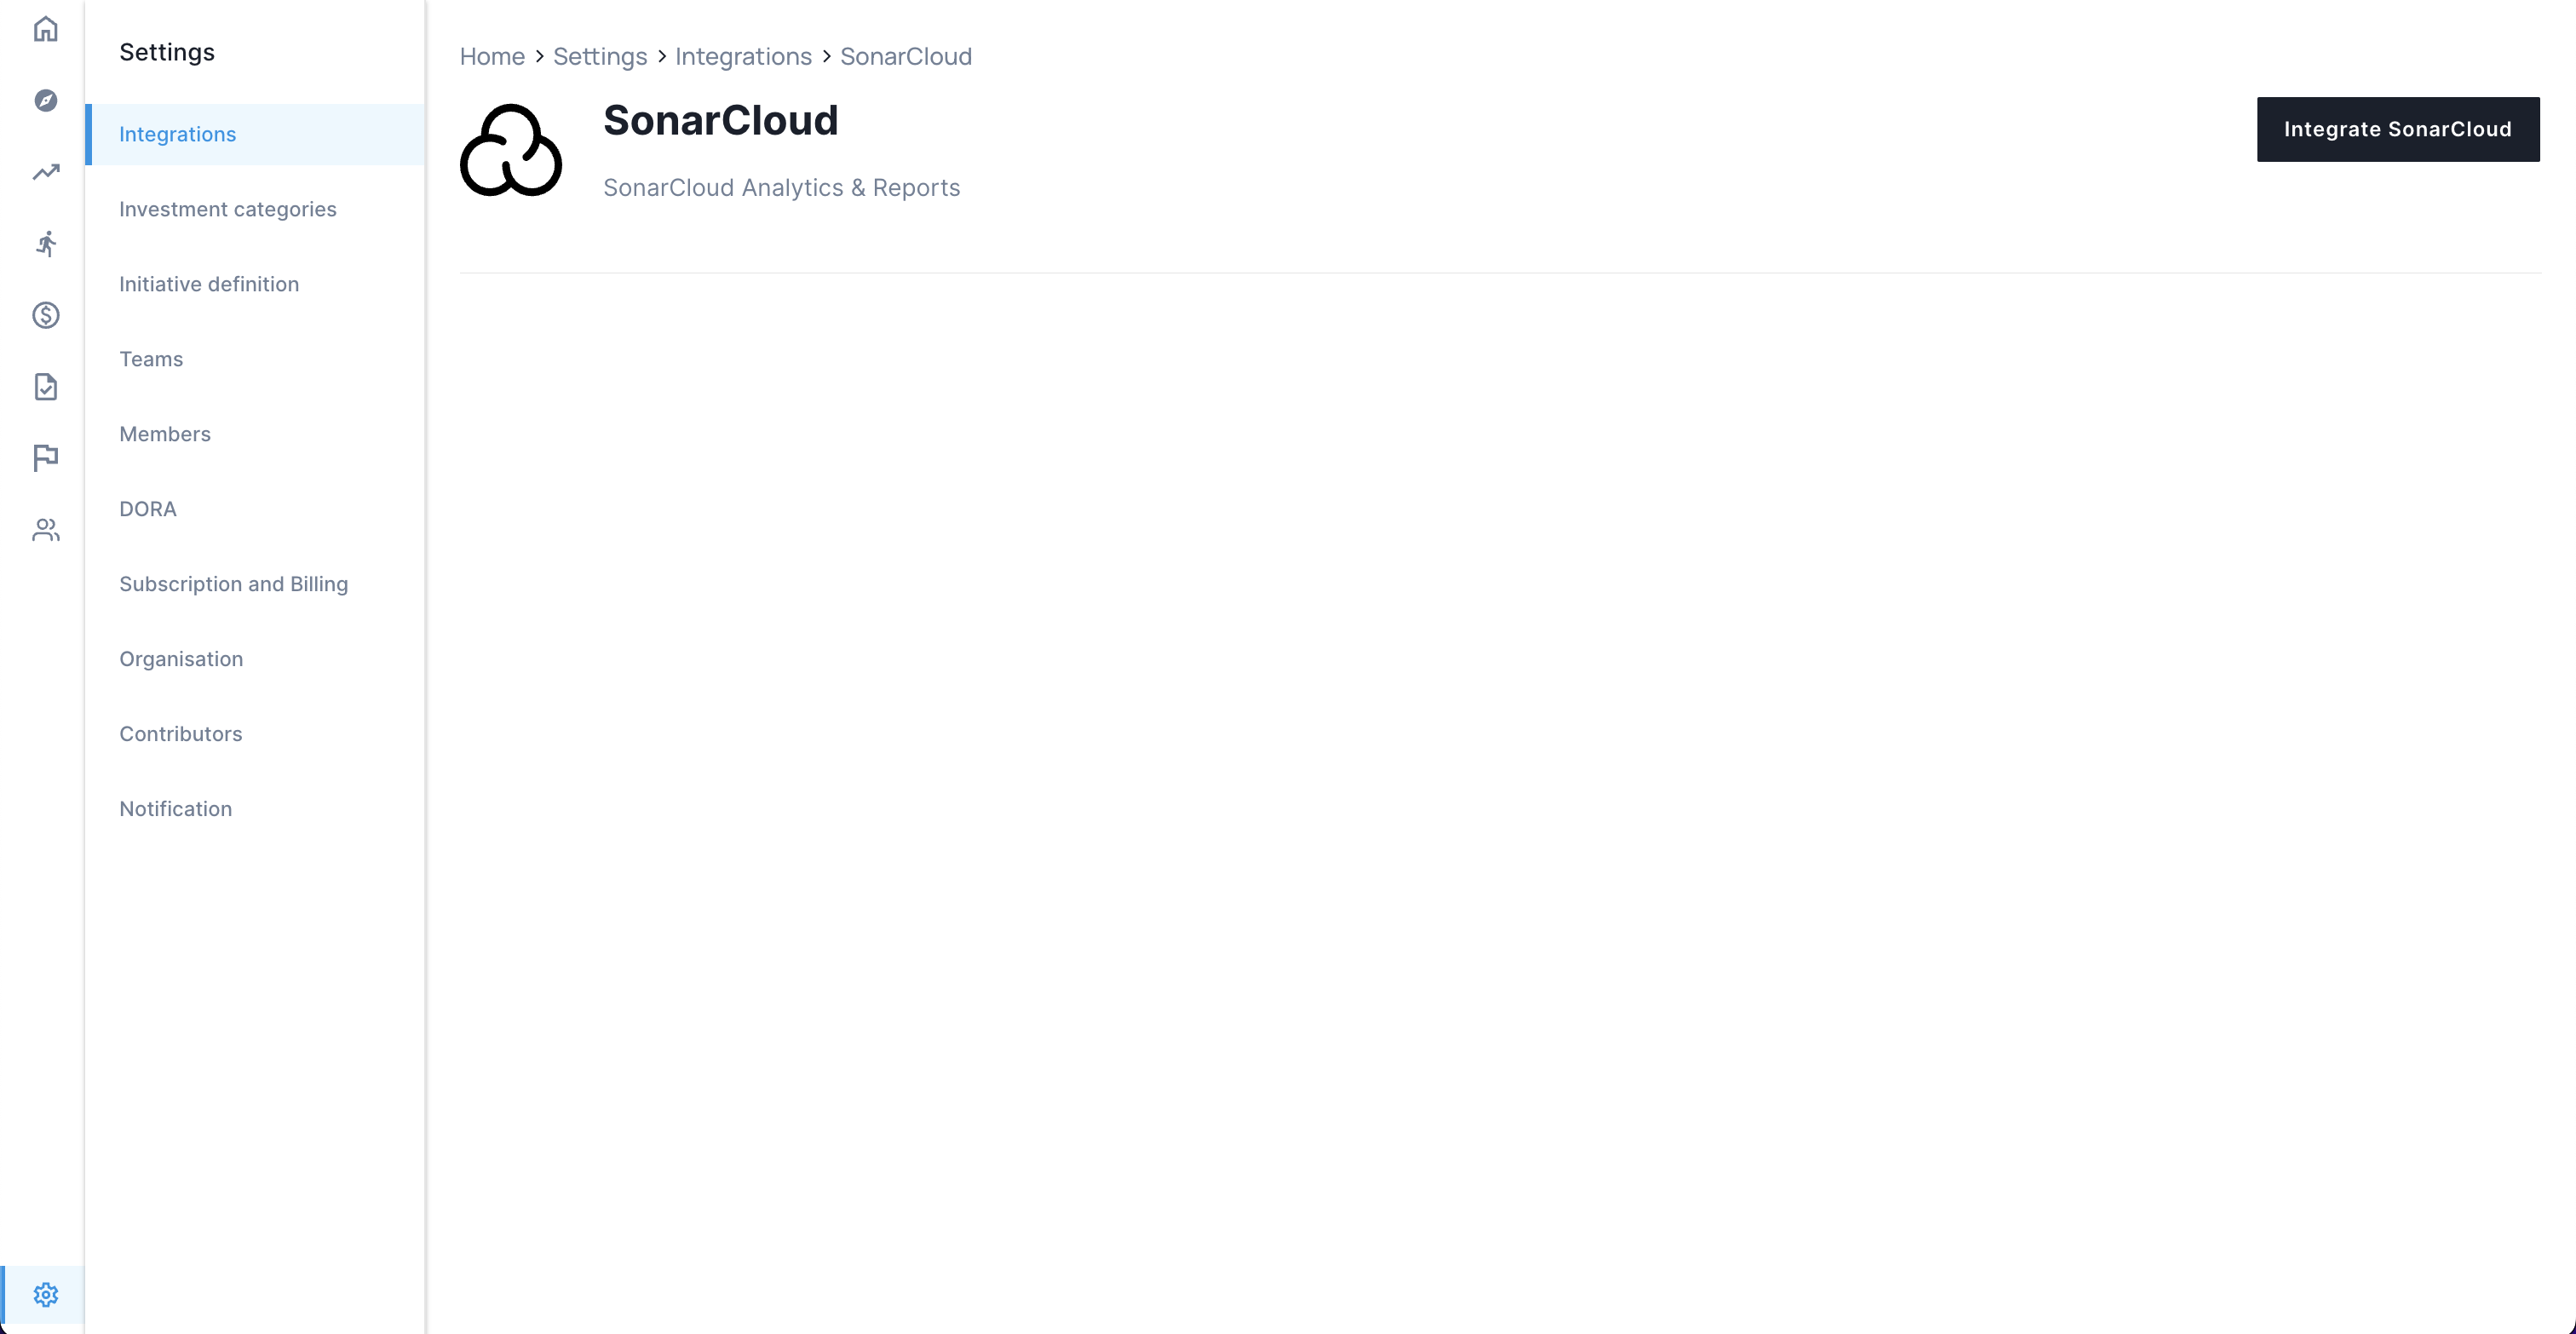 Settings
Integrations
Investment categories
Initiative definition
Teams
Members
DORA
Subscription and Billing
Organisation
Contributors
Notification
Home > Settings > Integrations > SonarCloud
SonarCloud
SonarCloud Analytics & Reports
Integrate SonarCloud